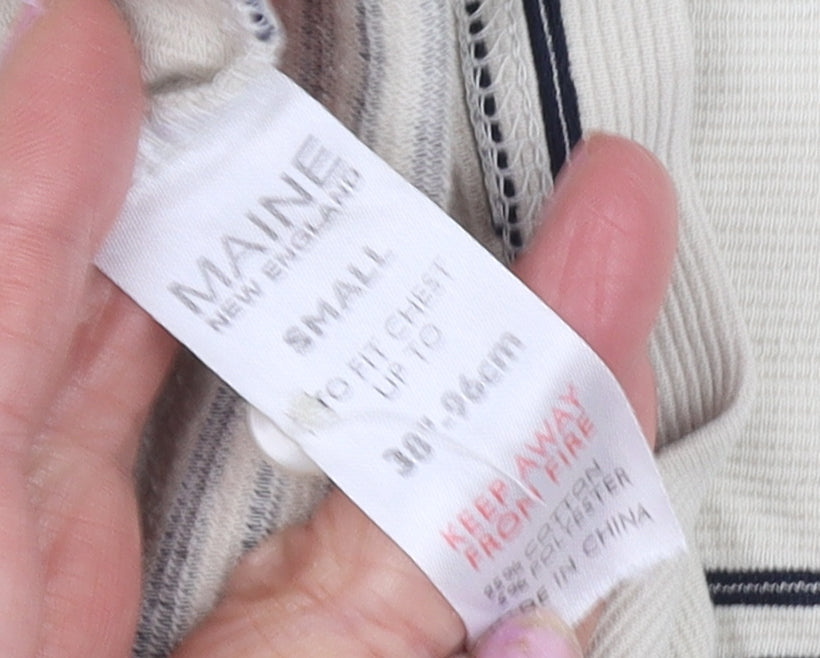 MAINE
NEW ENGLAND
SMALL
TO FIT CHEST
UP TO
38"-96cm
KEEP AWAY
FROM FIRE
COTTON
POLYESTER
IN CHINA